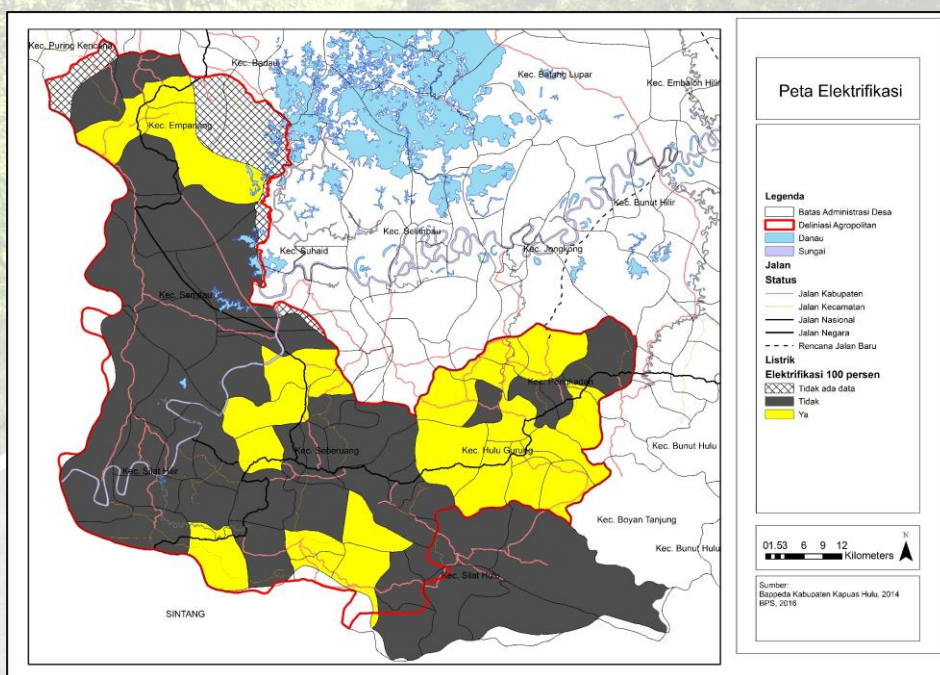 Kec. Puring Kencana
Kec. Badau
Kec. Batang Lupar
Kec. Embaloh Hilir
Kec. Empanang
Kec. Bunut Hilir
Kec. Selimbau
Kec. Suhaid
Kec. Jongkong
Kec. Semitau
Kec. Pengkadan
Kec. Seberuang
Kec. Hulu Gurung
Kec. Bunut Hulu
Kec. Silat Hilir
Kec. Boyan Tanjung
Kec. Bunut Hulu
Kec. Silat Hulu
SINTANG
Peta Elektrifikasi
Legenda
Batas Administrasi Desa
Deliniasi Agropolitan
Danau
Sungai
Jalan
Status
Jalan Kabupaten
Jalan Kecamatan
Jalan Nasional
Jalan Negara
Rencana Jalan Baru
Listrik
Elektrifikasi 100 persen
Tidak ada data
Tidak
Ya
N
01.53 6 9 12
Kilometers
Sumber:
Bappeda Kabupaten Kapuas Hulu, 2014
BPS, 2016